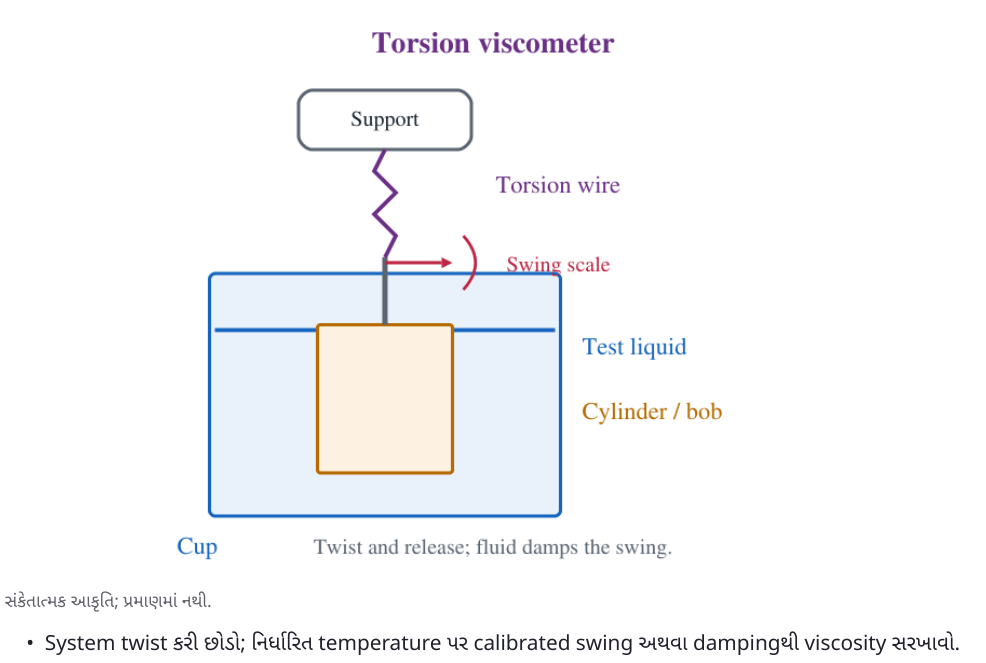 Torsion viscometer
Support
Torsion wire
Swing scale
Test liquid
Cylinder / bob
Cup
Twist and release; fluid damps the swing.
સંકેતાત્મક આકૃતિ; પ્રમાણમાં નથી.
• System twist કરી છોડો; નિર્ધારિત temperature પર calibrated swing અથવા dampingથી viscosity સરખાવો.